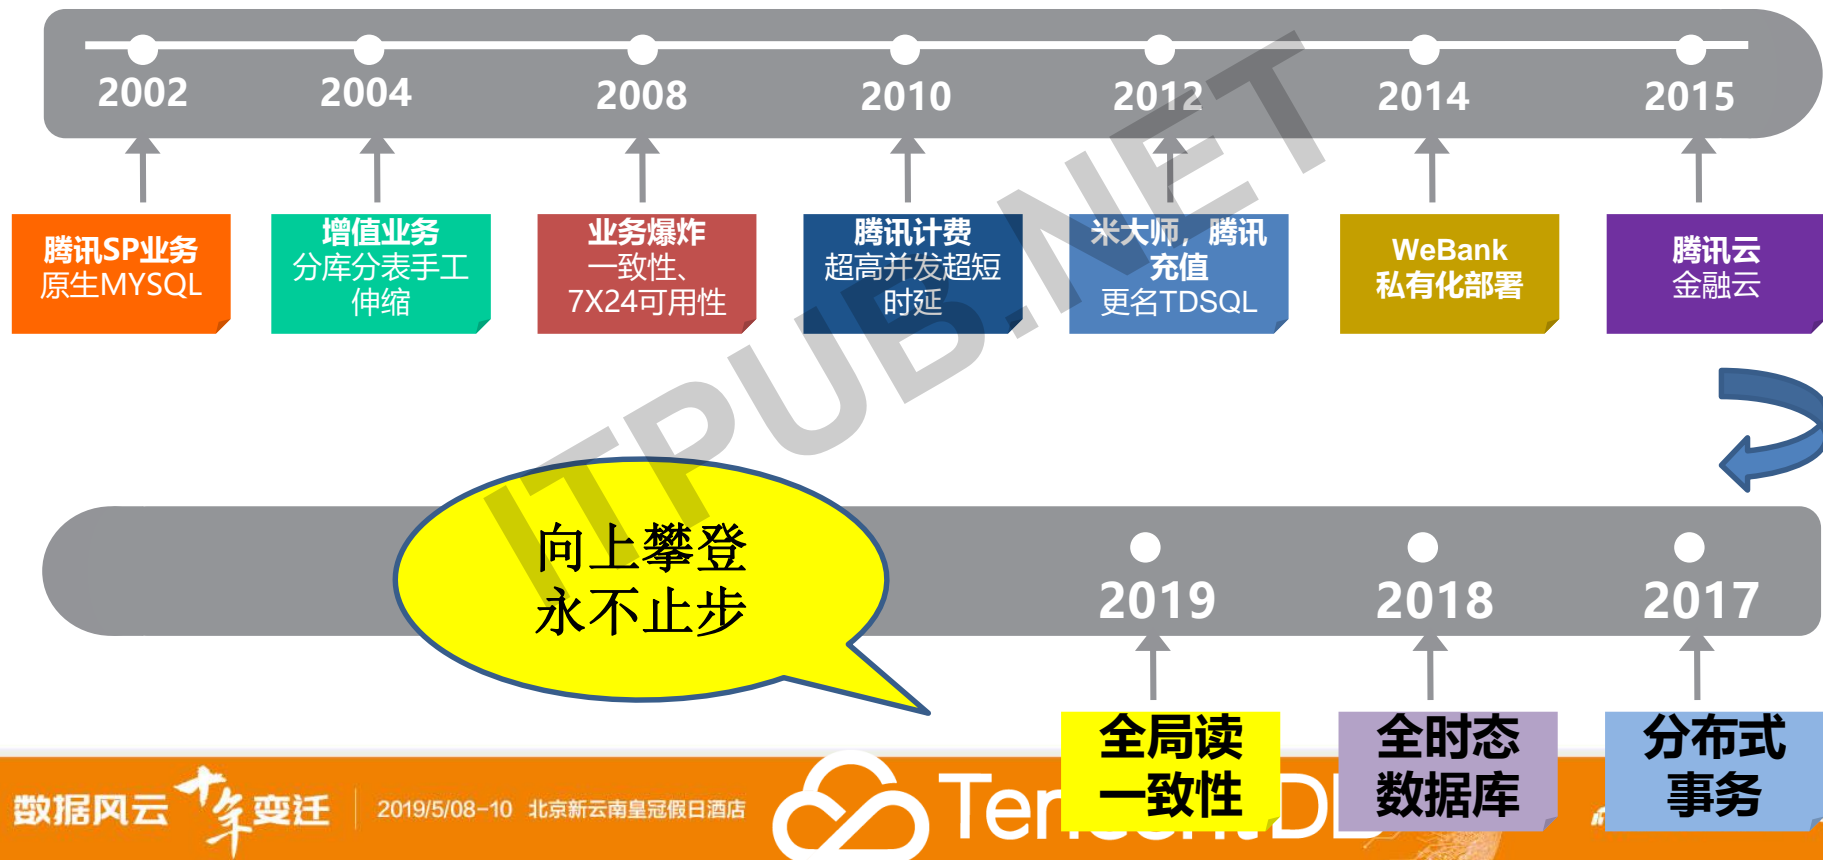 2002
2004
2008
2010
2012
2014
2015
腾讯SP业务
原生MYSQL
增值业务
分库分表手工
伸缩
业务爆炸
一致性、
7X24可用性
腾讯计费
超高并发超短
时延
米大师，腾讯
充值
更名TDSQL
WeBank
私有化部署
腾讯云
金融云
ITPUB.NET
向上攀登
永不止步
2019
2018
2017
全局读
一致性
全时态
数据库
分布式
事务
数据风云十年变迁
2019/5/08-10 北京新云南皇冠假日酒店